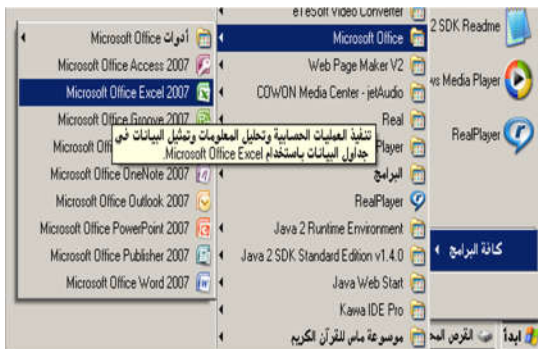 2 SDK Readme
ws Media Player
RealPlayer
كافة البرامج
ابدأ
القرص المح
eTeSoft Video Converter
Microsoft Office
Web Page Maker V2
COWON Media Center - jetAudio
Real
Player
البرامج
RealPlayer
Java 2 Runtime Environment
Java 2 SDK Standard Edition v1.4.0
Java Web Start
Kawa IDE Pro
موسوعة ماس للقرآن الكريم
أدوات Microsoft Office
Microsoft Office Access 2007
Microsoft Office Excel 2007
Microsoft Office Groove 2007
تنفيذ العمليات الحسابية وتحليل المعلومات وتمثيل البيانات في
جداول البيانات باستخدام Microsoft Office Excel.
Microsoft Of
Microsoft Office OneNote 2007
Microsoft Office Outlook 2007
Microsoft Office PowerPoint 2007
Microsoft Office Publisher 2007
Microsoft Office Word 2007